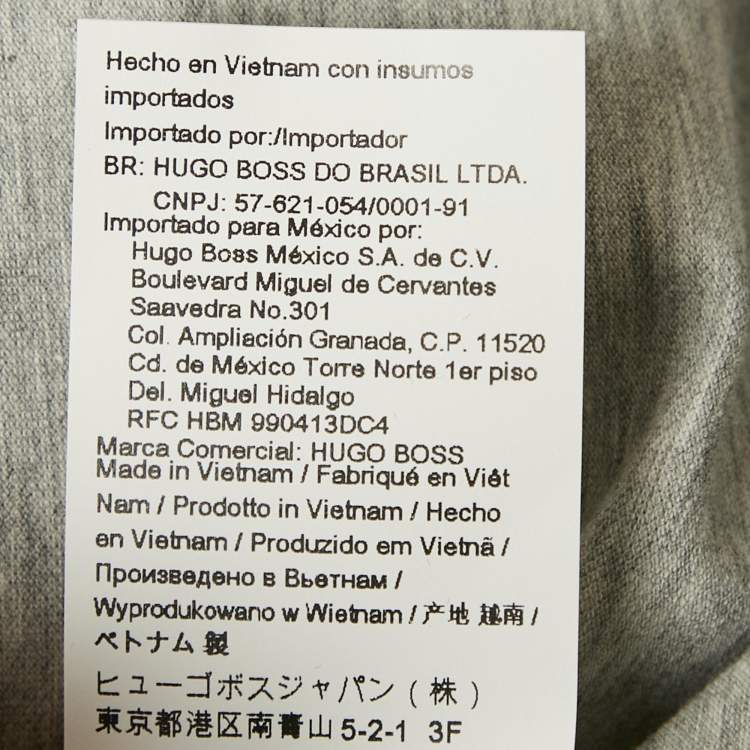 Hecho en Vietnam con insumos
importados
Importado por:/Importador
BR: HUGO BOSS DO BRASIL LTDA.
CNPJ: 57-621-054/0001-91
Importado para México por:
Hugo Boss México S.A. de C.V.
Boulevard Miguel de Cervantes
Saavedra No.301
Col. Ampliación Granada, C.P. 11520
Cd. de México Torre Norte 1er piso
Del. Miguel Hidalgo
RFC HBM 990413DC4
Marca Comercial: HUGO BOSS
Made in Vietnam / Fabriqué en Viêt
Nam / Prodotto in Vietnam / Hecho
en Vietnam / Produzido em Vietnã /
Произведено в Вьетнам /
Wyprodukowano w Wietnam / 产地 越南 /
ベトナム 製
ヒューゴボスジャパン ( 株 )
東京都港区南青山 5-2-1 3F